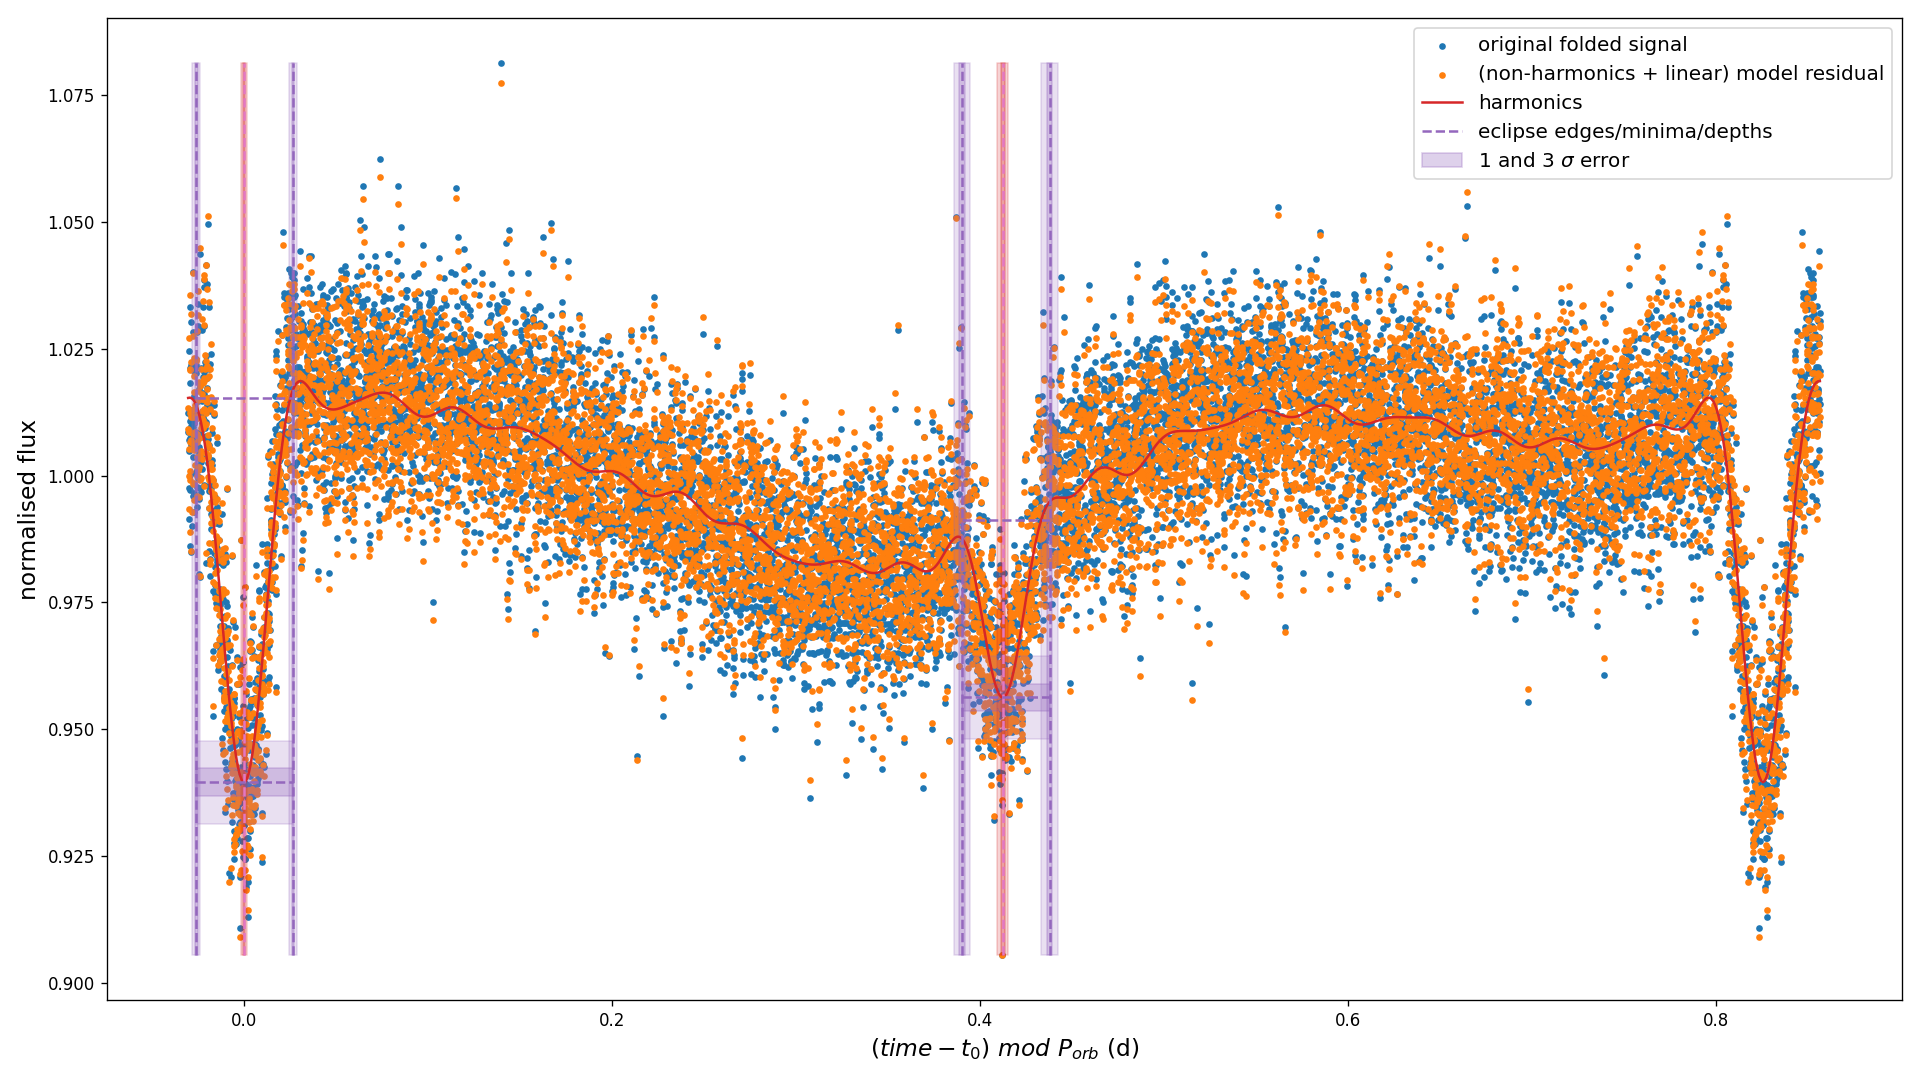 original folded signal
(non-harmonics + linear) model residual
harmonics
eclipse edges/minima/depths
1 and 3 σ error
normalised flux
1.075
1.050
1.025
1.000
0.975
0.950
0.925
0.900
0.0 0.2 0.4 0.6 0.8
(time − t₀) mod Pₒᵣb (d)